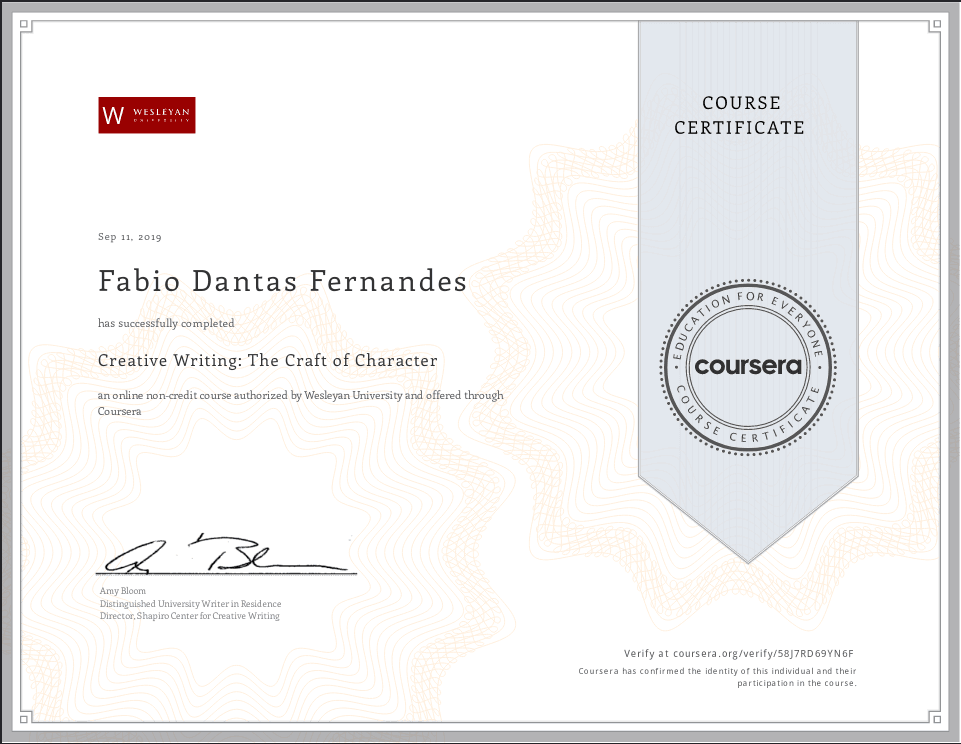 WESLEYAN
UNIVERSITY
COURSE
CERTIFICATE
Sep 11, 2019
Fabio Dantas Fernandes
has successfully completed
Creative Writing: The Craft of Character
an online non-credit course authorized by Wesleyan University and offered through
Coursera
EDUCATION FOR EVERYONE
coursera
COURSE CERTIFICATE
Amy Bloom
Distinguished University Writer in Residence
Director, Shapiro Center for Creative Writing
Verify at coursera.org/verify/58J7RD69YN6F
Coursera has confirmed the identity of this individual and their
participation in the course.